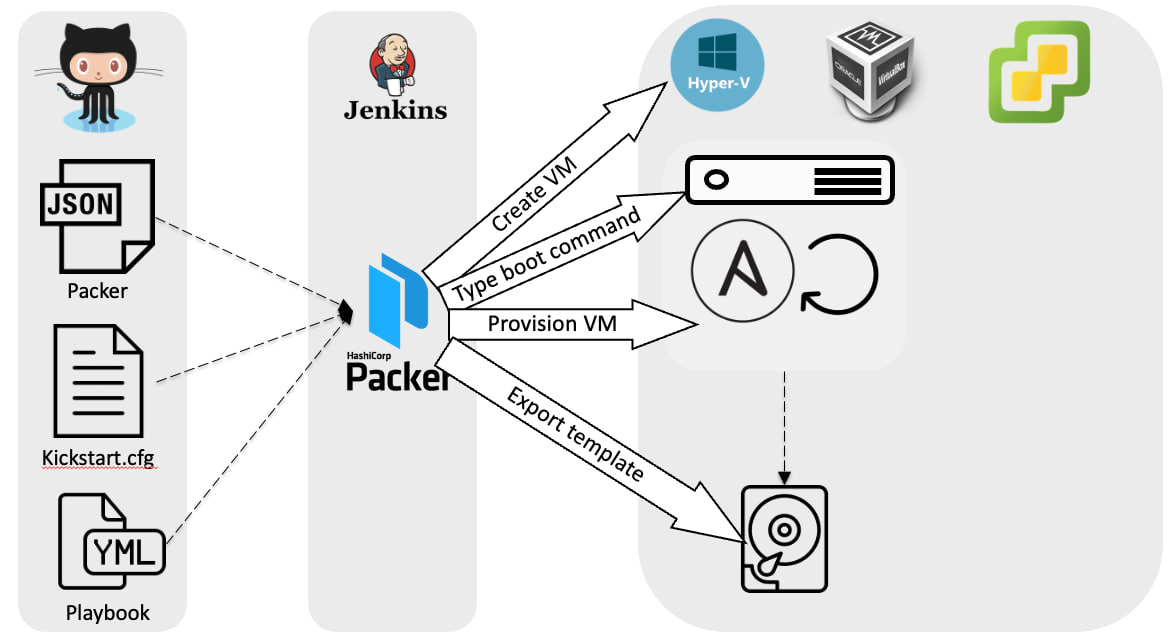 JSON
Packer
Kickstart.cfg
YML
Playbook
Jenkins
HashiCorp
Packer
Create VM
Type boot command
Provision VM
Export template
Hyper-V
ORACLE
VirtualBox